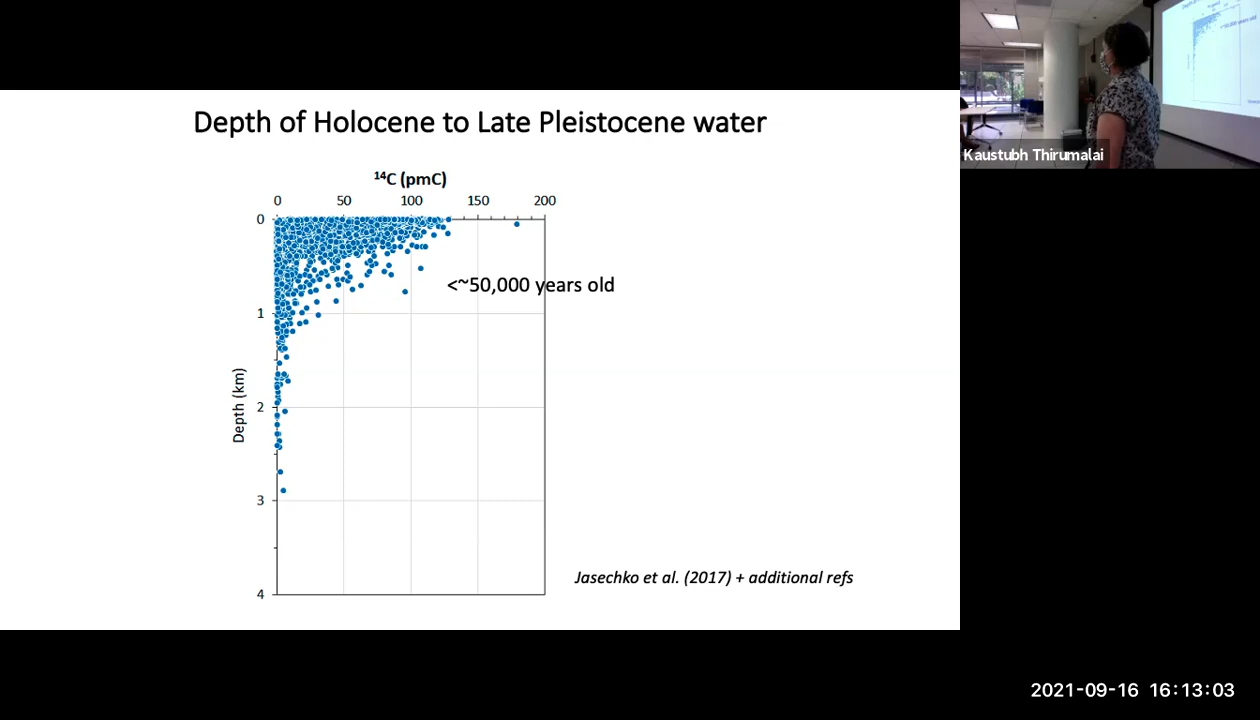 Depth of Holocene to Late Pleistocene water
¹⁴C (pmC)
0 50 100 150 200
0
1
2
3
4
Depth (km)
<~50,000 years old
Jasechko et al. (2017) + additional refs
Kaustubh Thirumalai
2021-09-16 16:13:03